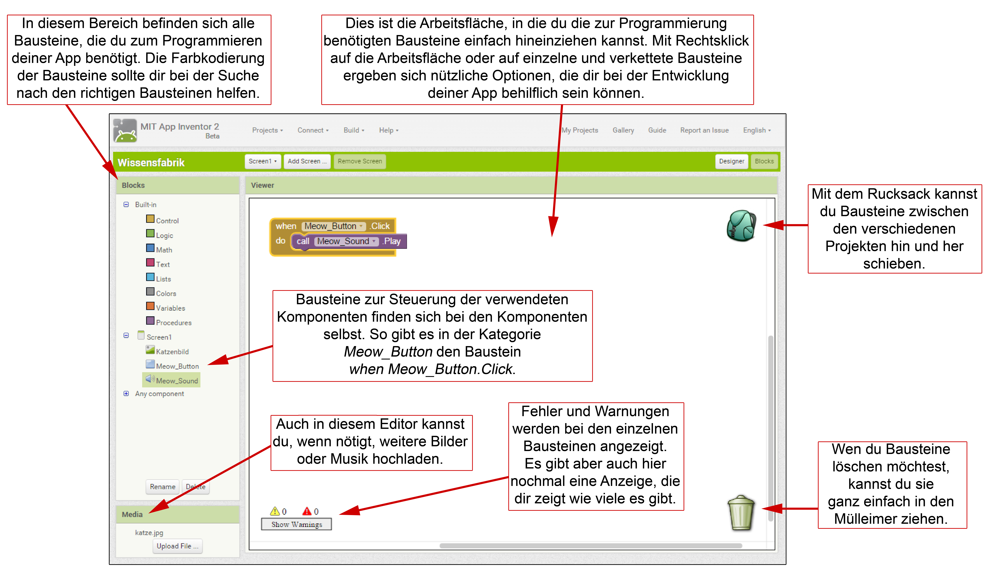 In diesem Bereich befinden sich alle
Bausteine, die du zum Programmieren
deiner App benötigt. Die Farbkodierung
der Bausteine sollte dir bei der Suche
nach den richtigen Bausteinen helfen.
Dies ist die Arbeitsfläche, in die du die zur Programmierung
benötigten Bausteine einfach hineinziehen kannst. Mit Rechtsklick
auf die Arbeitsfläche oder auf einzelne und verkettete Bausteine
ergeben sich nützliche Optionen, die dir bei der Entwicklung
deiner App behilflich sein können.
MIT App Inventor 2
Beta
Projects Connect Build Help
My Projects Gallery Guide Report an Issue English
Wissensfabrik
Screen1 Add Screen ... Remove Screen
Designer Blocks
Blocks
Built-in
Control
Logic
Math
Text
Lists
Colors
Variables
Procedures
Screen1
Katzenbild
Meow_Button
Meow_Sound
Any component
Rename Delete
Media
katze.jpg
Upload File ...
Viewer
when Meow_Button .Click
do call Meow_Sound .Play
Mit dem Rucksack kannst
du Bausteine zwischen
den verschiedenen
Projekten hin und her
schieben.
Bausteine zur Steuerung der verwendeten
Komponenten finden sich bei den Komponenten
selbst. So gibt es in der Kategorie
Meow_Button den Baustein
when Meow_Button.Click.
Auch in diesem Editor kannst
du, wenn nötigt, weitere Bilder
oder Musik hochladen.
Fehler und Warnungen
werden bei den einzelnen
Bausteinen angezeigt.
Es gibt aber auch hier
nochmal eine Anzeige, die
dir zeigt wie viele es gibt.
0 0
Show Warnings
Wen du Bausteine
löschen möchtest,
kannst du sie
ganz einfach in den
Mülleimer ziehen.